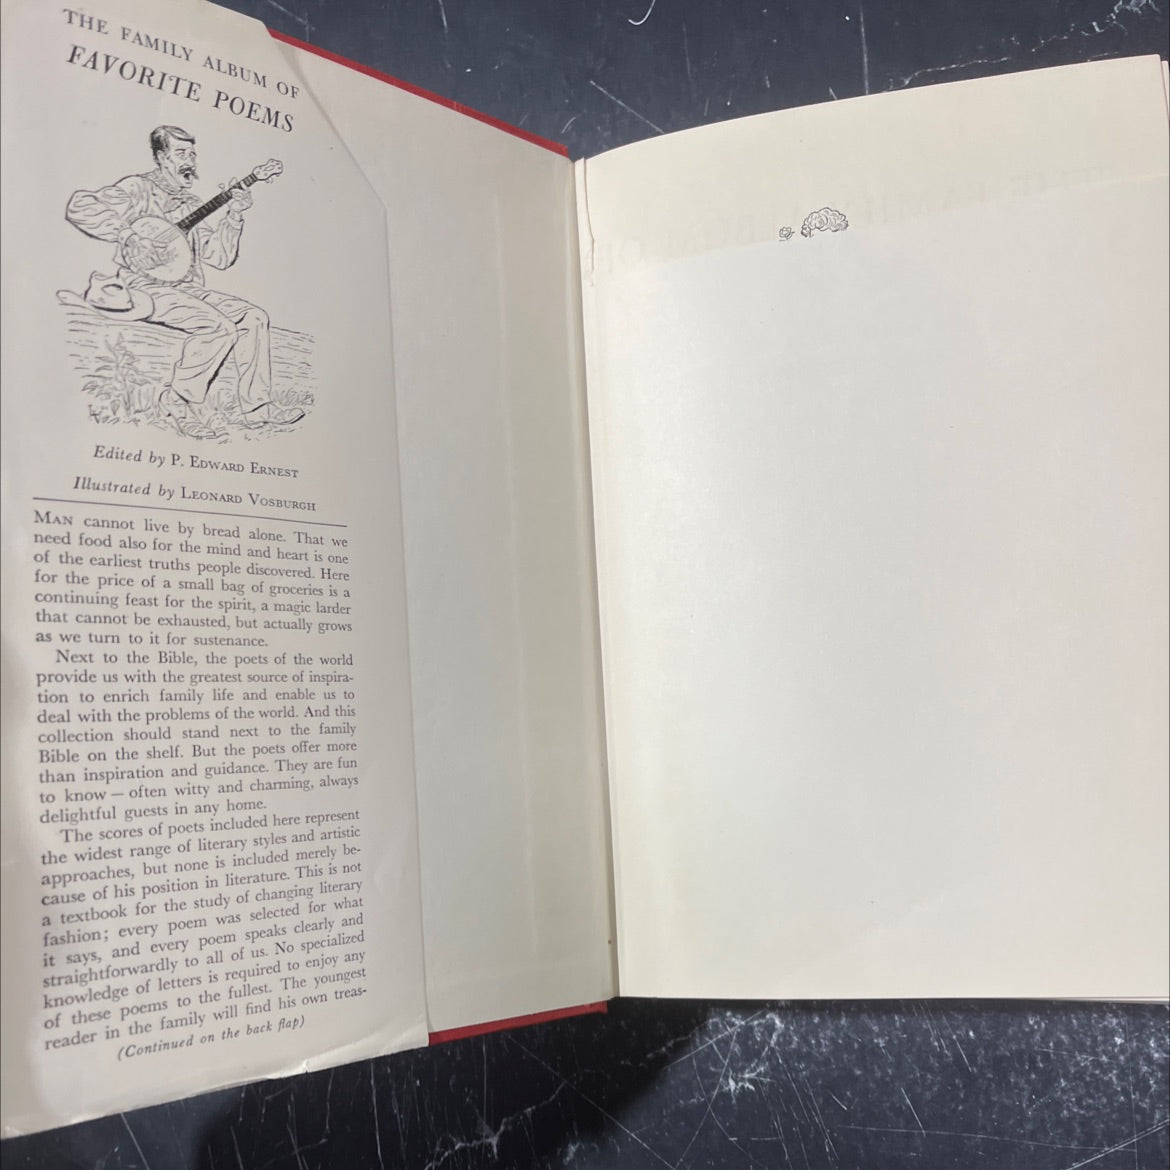 THE FAMILY ALBUM OF
FAVORITE POEMS
Edited by P. EDWARD ERNEST
Illustrated by LEONARD VOSBURGH
MAN cannot live by bread alone. That we
need food also for the mind and heart is one
of the earliest truths people discovered. Here
for the price of a small bag of groceries is a
continuing feast for the spirit, a magic larder
that cannot be exhausted, but actually grows
as we turn to it for sustenance.
Next to the Bible, the poets of the world
provide us with the greatest source of inspira-
tion to enrich family life and enable us to
deal with the problems of the world. And this
collection should stand next to the family
Bible on the shelf. But the poets offer more
than inspiration and guidance. They are fun
to know — often witty and charming, always
delightful guests in any home.
The scores of poets included here represent
the widest range of literary styles and artistic
approaches, but none is included merely be-
cause of his position in literature. This is not
a textbook for the study of changing literary
fashion; every poem was selected for what
it says, and every poem speaks clearly and
straightforwardly to all of us. No specialized
knowledge of letters is required to enjoy any
of these poems to the fullest. The youngest
reader in the family will find his own treas-
(Continued on the back flap)